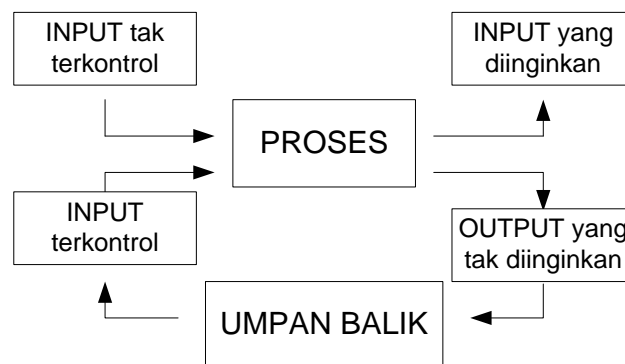 INPUT tak
terkontrol
INPUT yang
diinginkan
PROSES
INPUT
terkontrol
OUTPUT yang
tak diinginkan
UMPAN BALIK